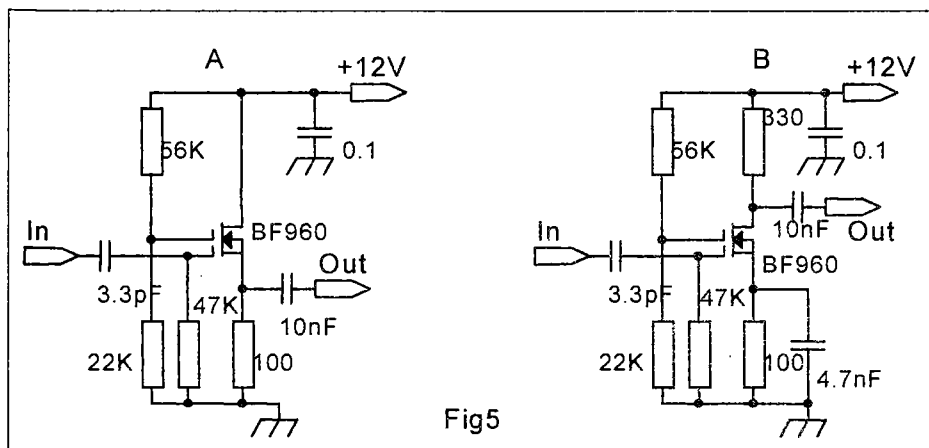 A
+12V
56K
0.1
In
BF960
Out
3.3pF
47K
10nF
22K
100
B
+12V
330
56K
0.1
In
10nF
Out
BF960
3.3pF
47K
22K
100
4.7nF
Fig5